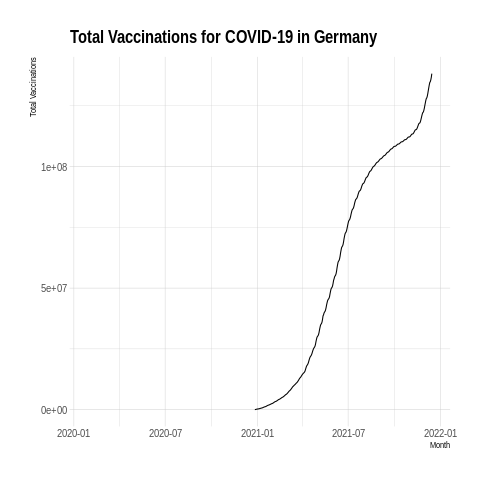 Total Vaccinations for COVID-19 in Germany
Total Vaccinations
1e+08
5e+07
0e+00
2020-01 2020-07 2021-01 2021-07 2022-01
Month